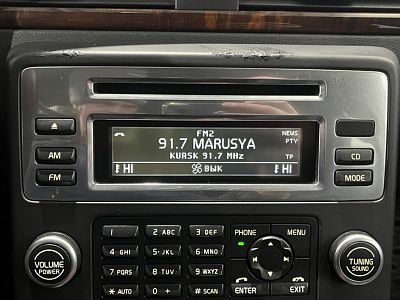 FM2
91.7 MARUSYA
NEWS
PTY
KURSK 91.7 MHz
TP
HI
ВЫК
HI
AM
FM
CD
MODE
VOLUME
POWER
1
2 ABC
3 DEF
4 GHI
5 JKL
6 MNO
7 PQRS
8 TUV
9 WXYZ
* AUTO
0 +
# SCAN
PHONE
MENU
ENTER
EXIT
TUNING
SOUND